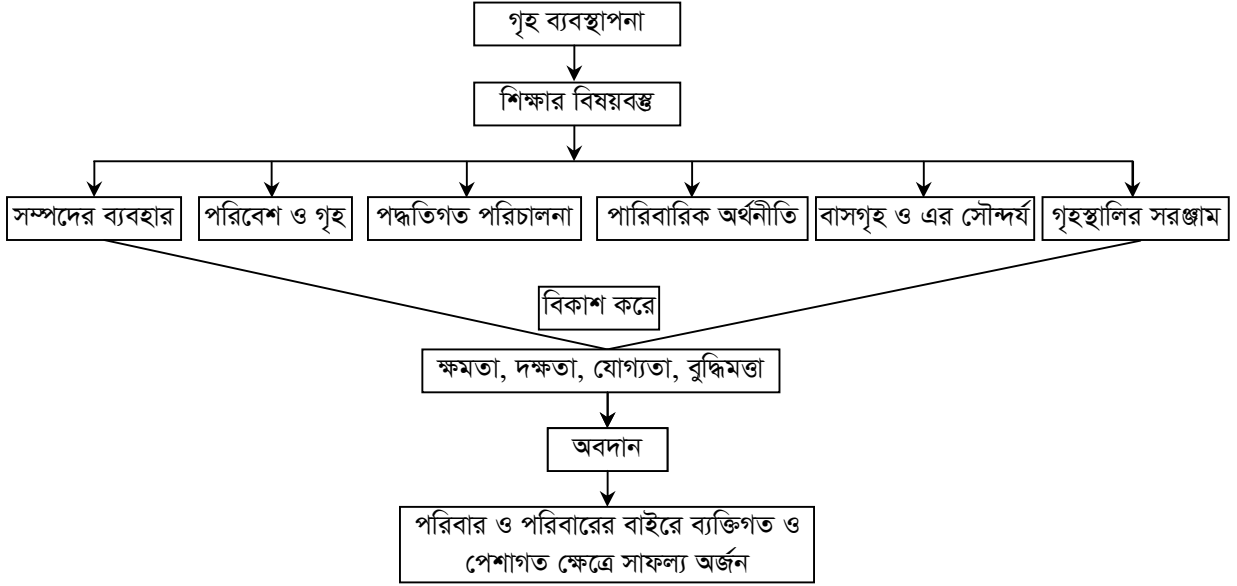 গৃহ ব্যবস্থাপনা
শিক্ষার বিষয়বস্তু
সম্পদের ব্যবহার
পরিবেশ ও গৃহ
পদ্ধতিগত পরিচালনা
পারিবারিক অর্থনীতি
বাসগৃহ ও এর সৌন্দর্য
গৃহস্থালির সরঞ্জাম
বিকাশ করে
ক্ষমতা, দক্ষতা, যোগ্যতা, বুদ্ধিমত্তা
অবদান
পরিবার ও পরিবারের বাইরে ব্যক্তিগত ও
পেশাগত ক্ষেত্রে সাফল্য অর্জন